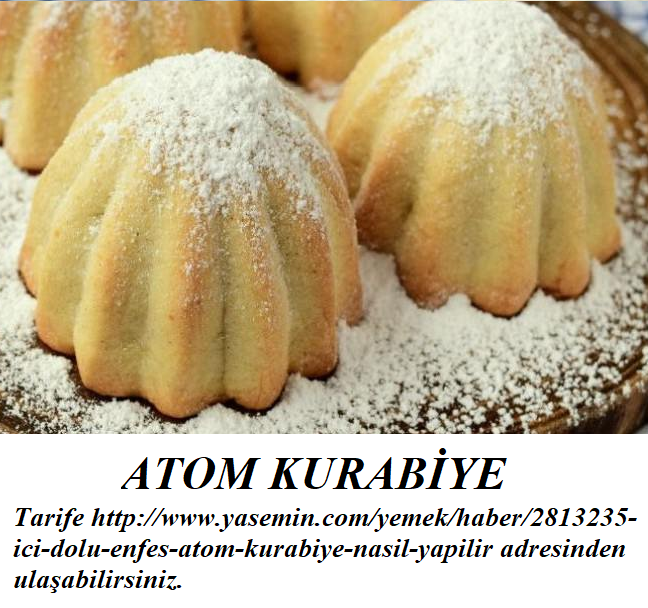 ATOM KURABİYE
Tarife http://www.yasemin.com/yemek/haber/2813235-
ici-dolu-enfes-atom-kurabiye-nasil-yapilir adresinden
ulaşabilirsiniz.